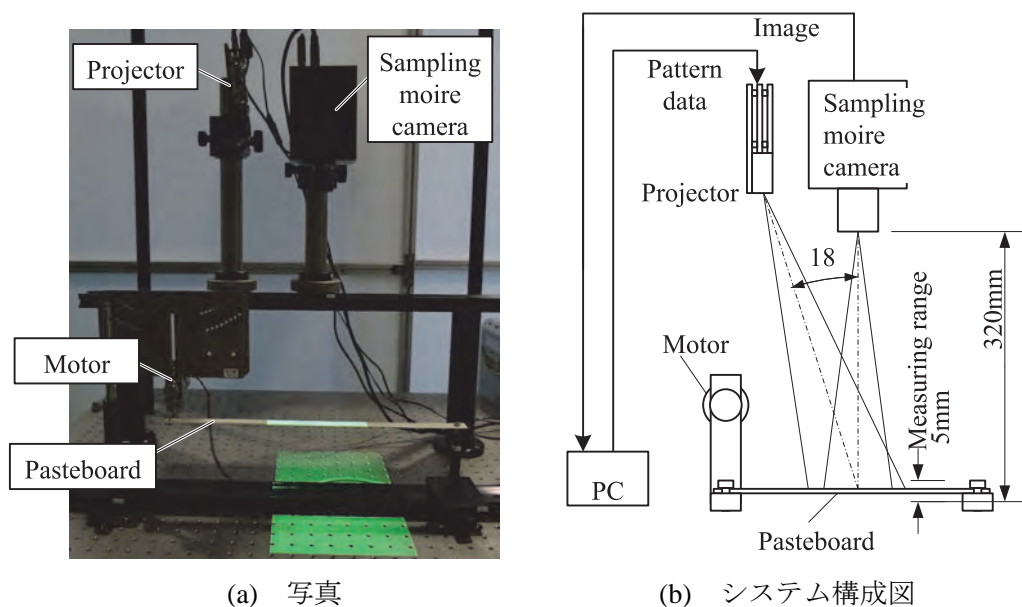 Projector
Sampling
moire
camera
Motor
Pasteboard
(a) 写真
Image
Pattern
data
Sampling
moire
camera
Projector
18
Motor
Measuring range
5mm
320mm
PC
Pasteboard
(b) システム構成図